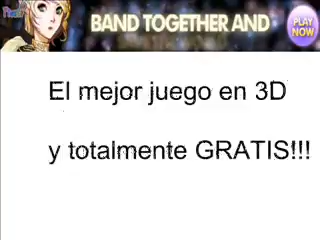 BAND TOGETHER AND
PLAY NOW
El mejor juego en 3D
y totalmente GRATIS!!!